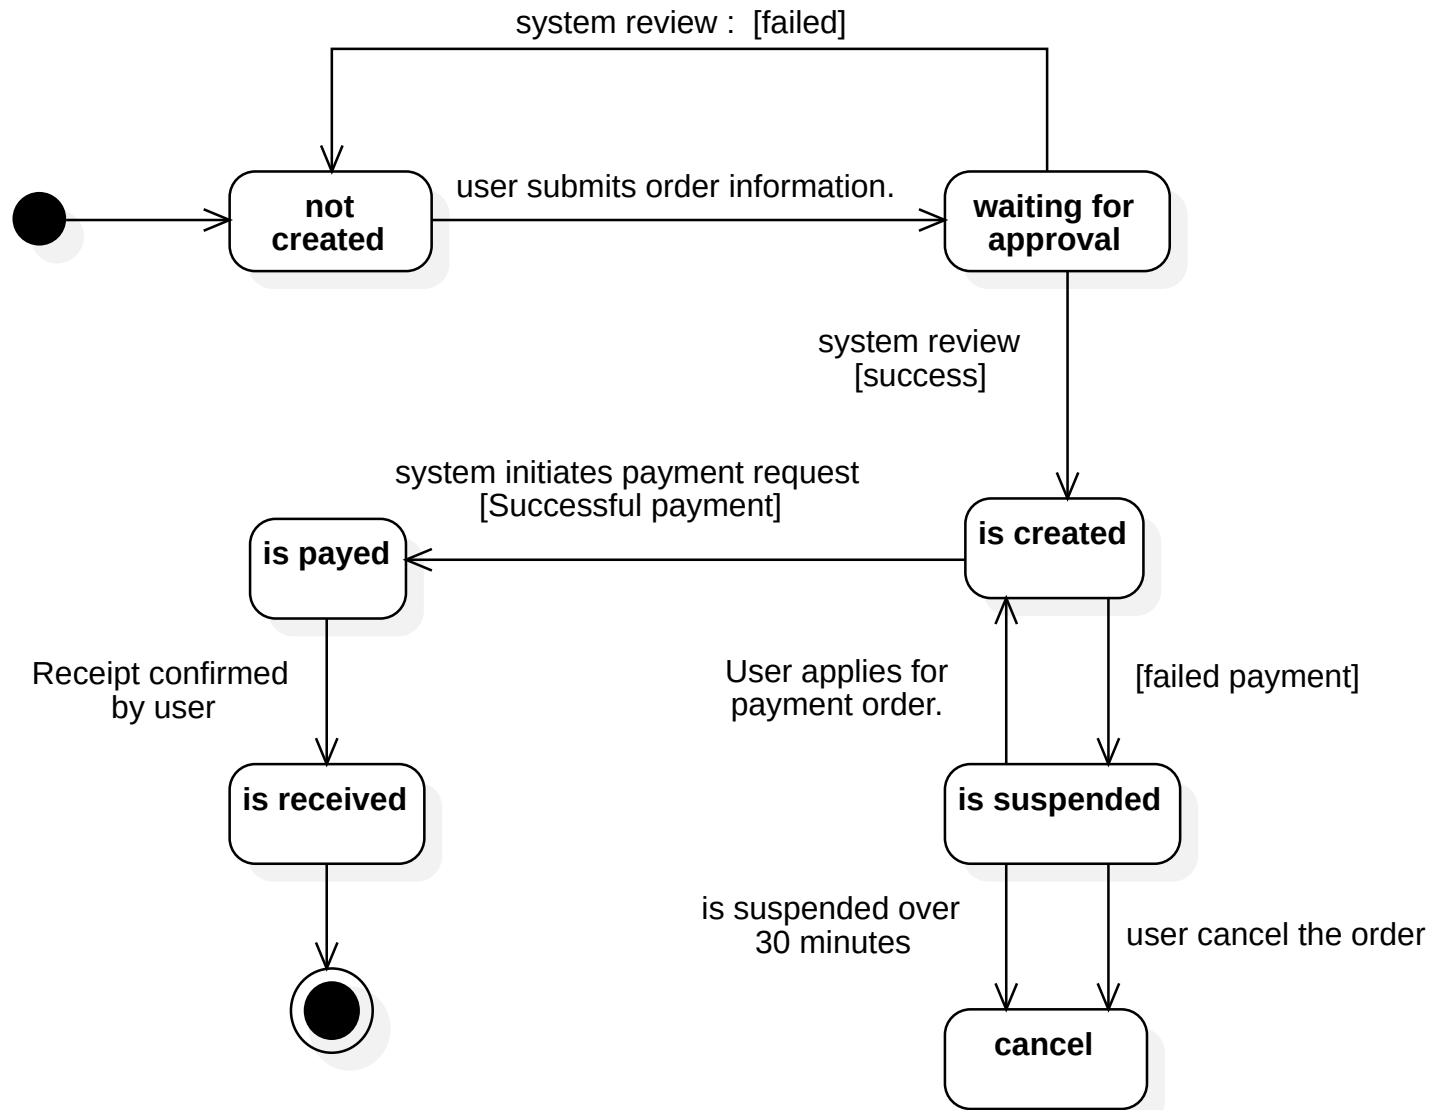 system review :  [failed]
user submits order information.
not
created
waiting for
approval
system review
[success]
system initiates payment request
[Successful payment]
is payed
is created
Receipt confirmed
by user
User applies for
payment order.
[failed payment]
is received
is suspended
is suspended over
30 minutes
user cancel the order
cancel